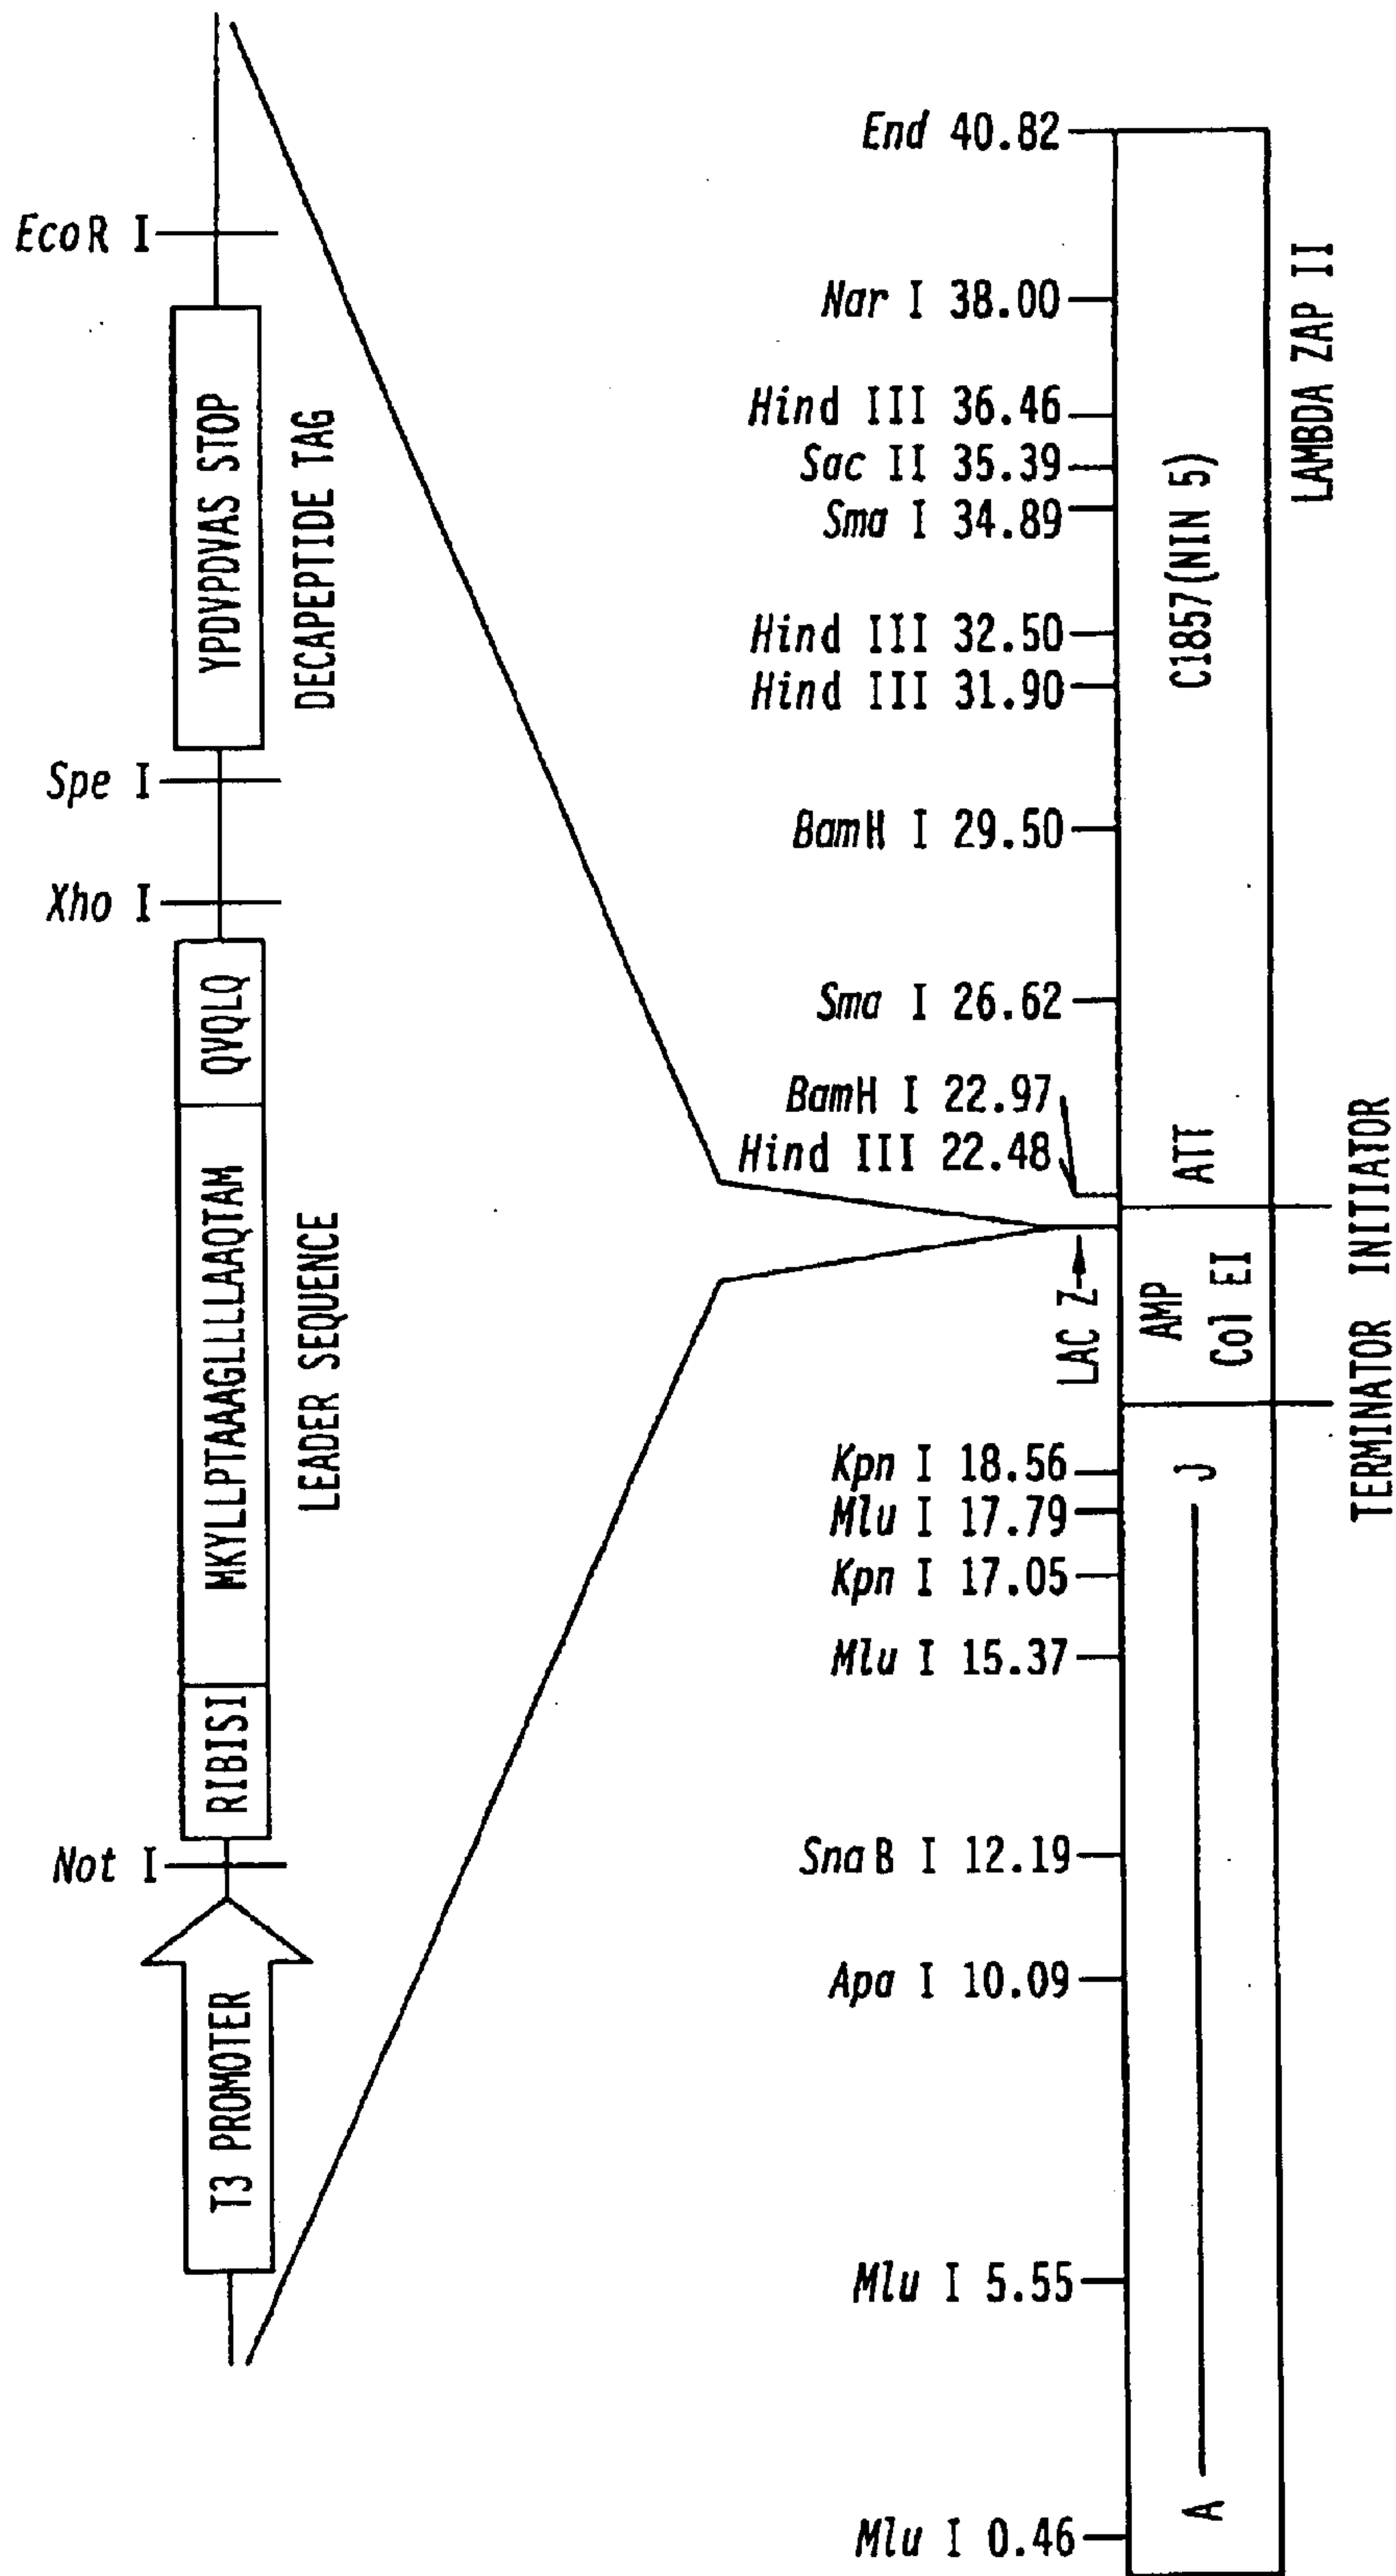 EcoR I
Spe I
Xho I
Not I
YPDVPDVAS STOP
DECAPEPTIDE TAG
QVQLQ
MKYLLPTAAAGLLLLAAQTAM
RIBISI
LEADER SEQUENCE
T3 PROMOTER
End 40.82
Nar I 38.00
Hind III 36.46
Sac II 35.39
Sma I 34.89
Hind III 32.50
Hind III 31.90
BamH I 29.50
Sma I 26.62
BamH I 22.97
Hind III 22.48
LAC Z
Kpn I 18.56
Mlu I 17.79
Kpn I 17.05
Mlu I 15.37
SnaB I 12.19
Apa I 10.09
Mlu I 5.55
Mlu I 0.46
C1857(NIN 5)
ATT
AMP
Col EI
J
A
LAMBDA ZAP II
INITIATOR
TERMINATOR